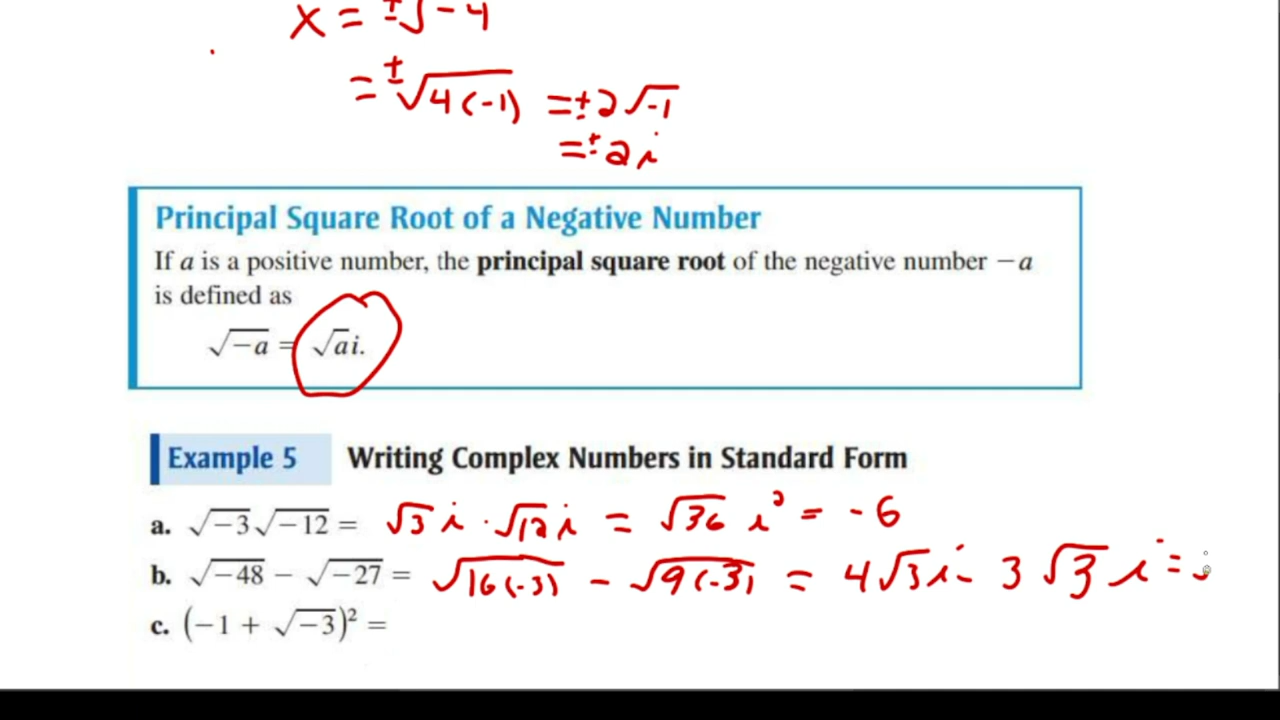 x = ±√-4
= ±√4(-1) = ±2√-1
= ±2i
Principal Square Root of a Negative Number
If a is a positive number, the principal square root of the negative number −a
is defined as
√−a = √ai.
Example 5 Writing Complex Numbers in Standard Form
a. √−3√−12 = √3 i · √12 i = √36 i² = -6
b. √−48 − √−27 = √16(-3) - √9(-3) = 4√3 i - 3√3 i =
c. (−1 + √−3)² =